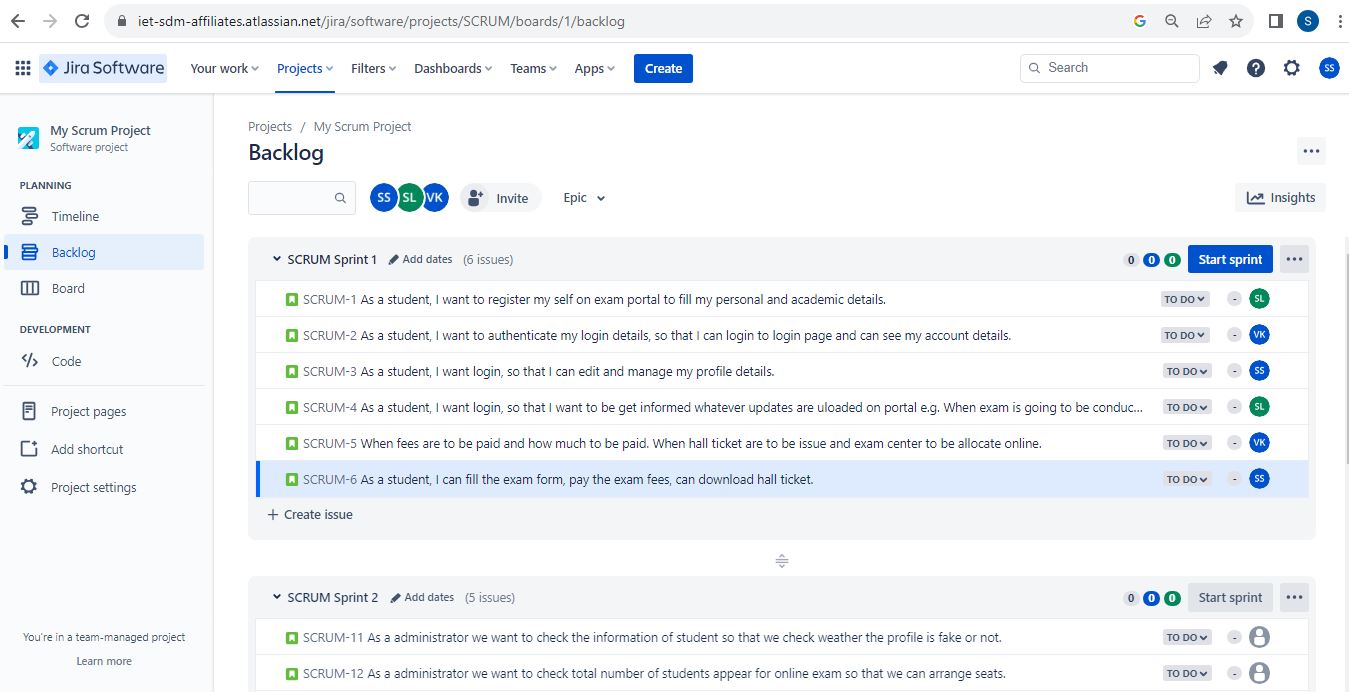 iet-sdm-affiliates.atlassian.net/jira/software/projects/SCRUM/boards/1/backlog
G
S
Jira Software
Your work
Projects
Filters
Dashboards
Teams
Apps
Create
Search
SS
My Scrum Project
Software project
PLANNING
Timeline
Backlog
Board
DEVELOPMENT
Code
Project pages
Add shortcut
Project settings
You're in a team-managed project
Learn more
Projects / My Scrum Project
Backlog
SS SL VK Invite Epic
Insights
SCRUM Sprint 1 Add dates (6 issues) 0 0 0 Start sprint
SCRUM-1 As a student, I want to register my self on exam portal to fill my personal and academic details. TO DO - SL
SCRUM-2 As a student, I want to authenticate my login details, so that I can login to login page and can see my account details. TO DO - VK
SCRUM-3 As a student, I want login, so that I can edit and manage my profile details. TO DO - SS
SCRUM-4 As a student, I want login, so that I want to be get informed whatever updates are uloaded on portal e.g. When exam is going to be conduc... TO DO - SL
SCRUM-5 When fees are to be paid and how much to be paid. When hall ticket are to be issue and exam center to be allocate online. TO DO - VK
SCRUM-6 As a student, I can fill the exam form, pay the exam fees, can download hall ticket. TO DO - SS
+ Create issue
SCRUM Sprint 2 Add dates (5 issues) 0 0 0 Start sprint
SCRUM-11 As a administrator we want to check the information of student so that we check weather the profile is fake or not. TO DO -
SCRUM-12 As a administrator we want to check total number of students appear for online exam so that we can arrange seats. TO DO -